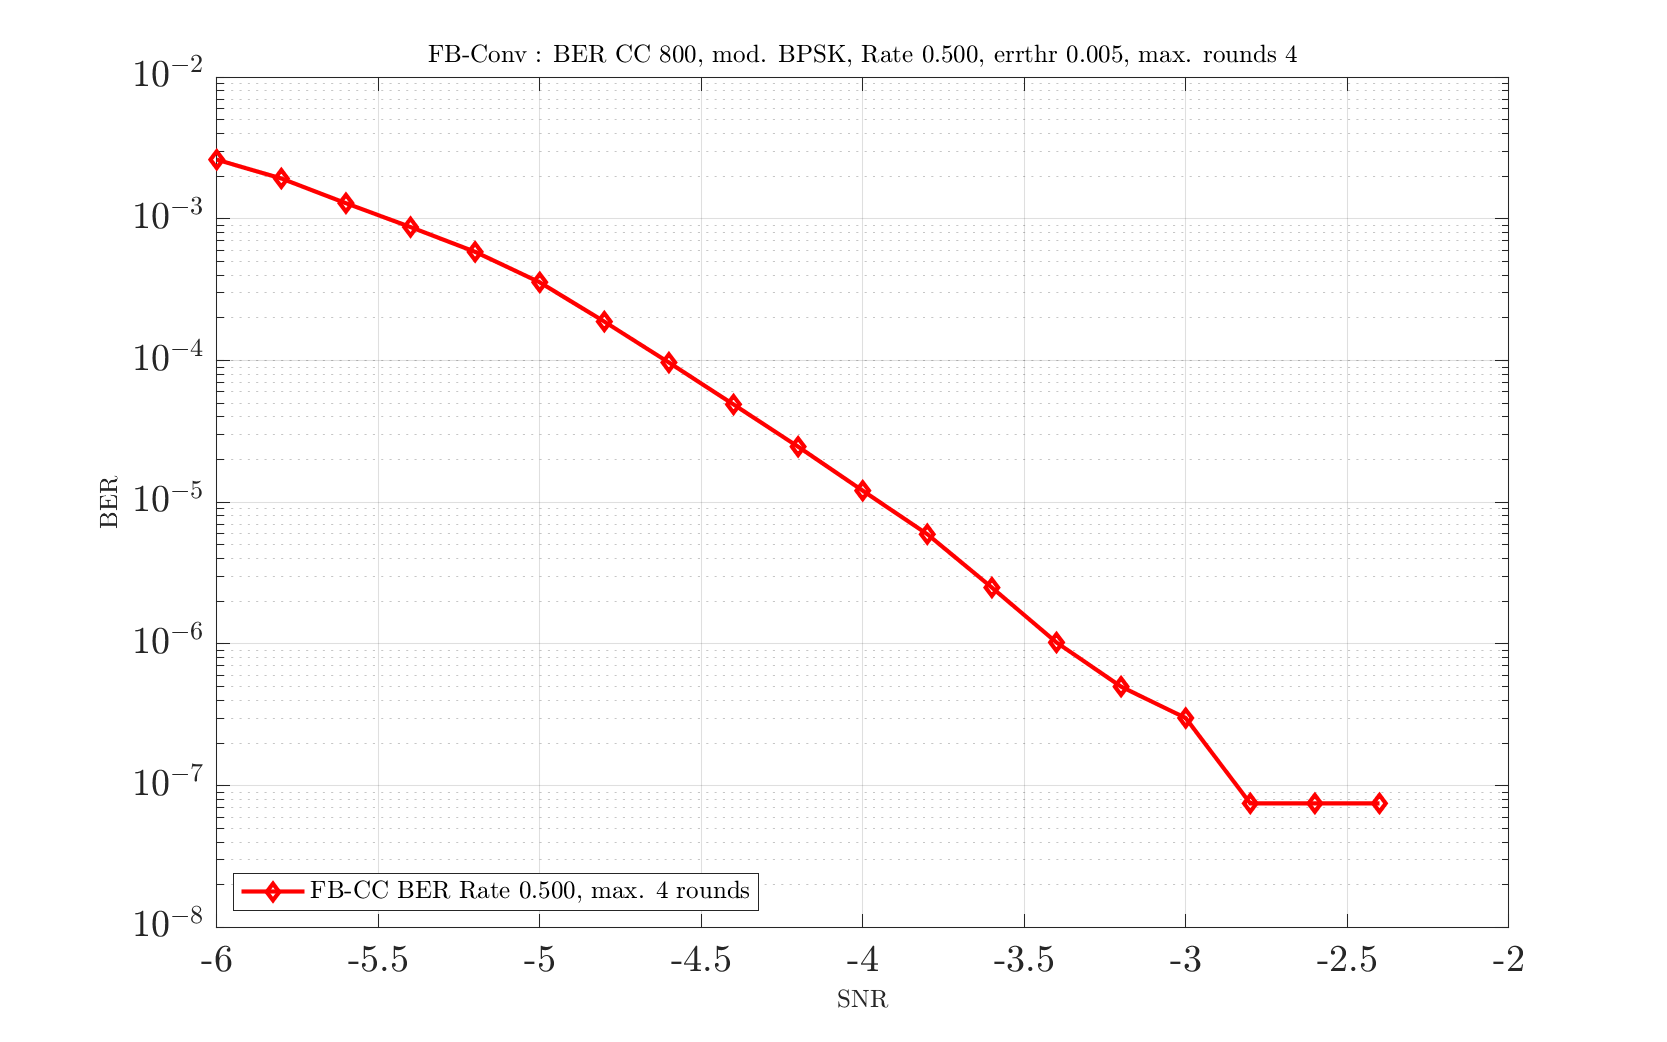 FB-Conv : BER CC 800, mod. BPSK, Rate 0.500, errthr 0.005, max. rounds 4
10^{-2}
10^{-3}
10^{-4}
10^{-5}
10^{-6}
10^{-7}
10^{-8}
BER
FB-CC BER Rate 0.500, max. 4 rounds
-6 -5.5 -5 -4.5 -4 -3.5 -3 -2.5 -2
SNR